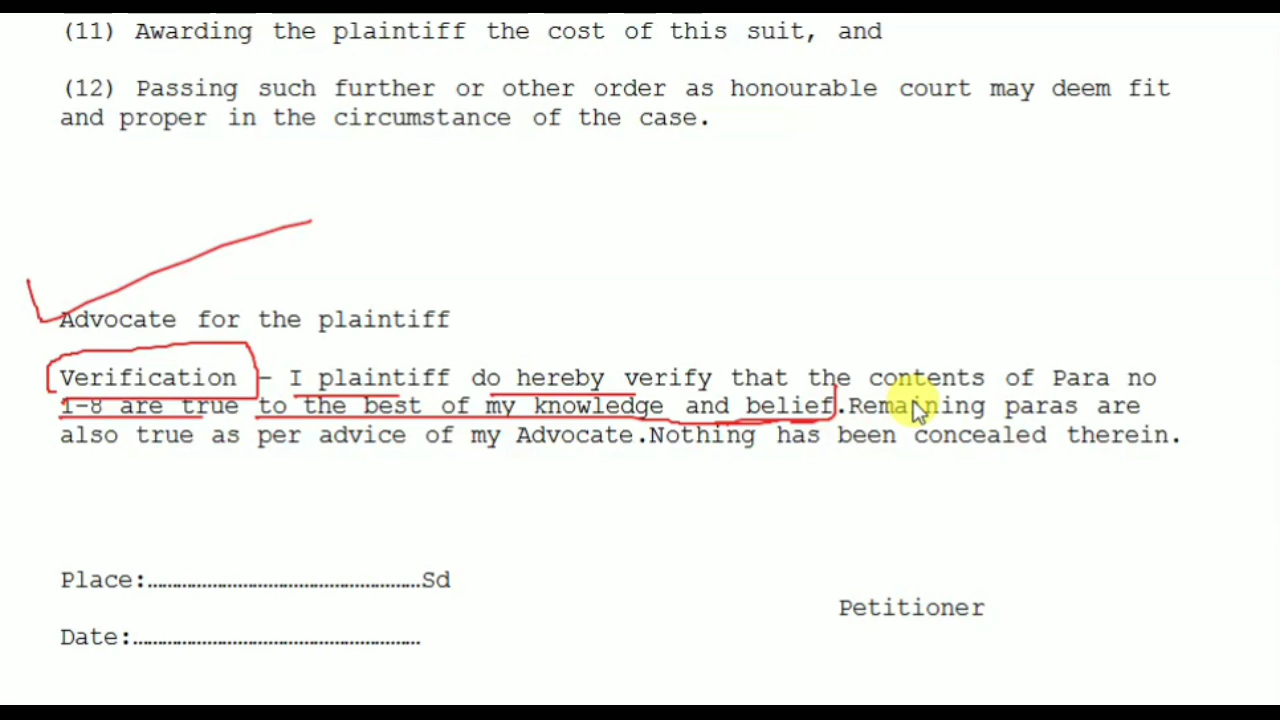 (11) Awarding the plaintiff the cost of this suit, and
(12) Passing such further or other order as honourable court may deem fit
and proper in the circumstance of the case.
Advocate for the plaintiff
Verification – I plaintiff do hereby verify that the contents of Para no
1-8 are true to the best of my knowledge and belief.Remaining paras are
also true as per advice of my Advocate.Nothing has been concealed therein.
Place:……………………………………………Sd
Petitioner
Date:………………………………………………